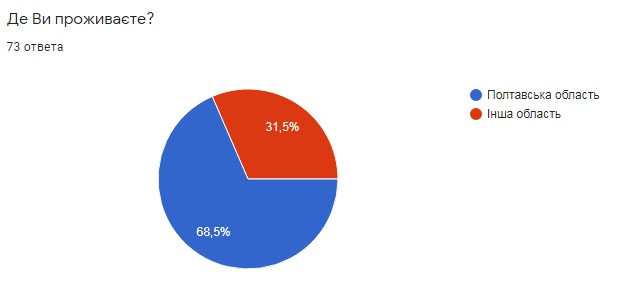 Де Ви проживаєте?
73 ответа
Полтавська область
Інша область
31,5%
68,5%